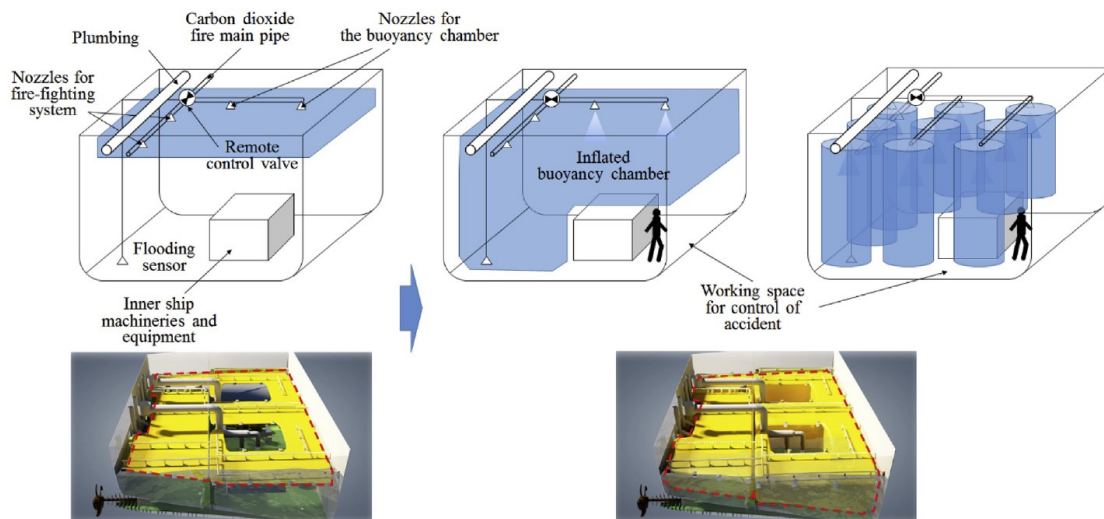 Carbon dioxide
fire main pipe
Nozzles for
the buoyancy chamber
Plumbing
Nozzles for
fire-fighting
system
Remote
control valve
Inflated
buoyancy chamber
Flooding
sensor
Inner ship
machineries and
equipment
Working space
for control of
accident